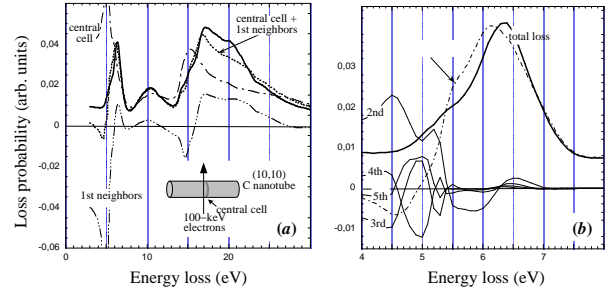 central
cell
central cell +
1st neighbors
0,04
0,02
0
-0,02
-0,04
-0,06
Loss probability (arb. units)
1st neighbors
(10,10)
C nanotube
central cell
100-keV
electrons
(a)
5
10
15
20
Energy loss (eV)
total loss
0,03
0,02
0,01
0
-0,01
2nd
4th
5th
3rd
(b)
4
5
6
7
Energy loss (eV)